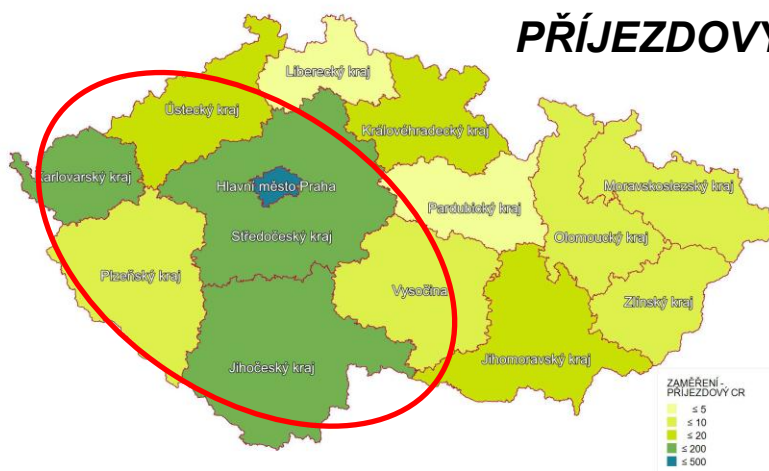 PŘÍJEZDOVÝ
Liberecký kraj
Ústecký kraj
Královéhradecký kraj
Karlovarský kraj
Hlavní město Praha
Moravskoslezský kraj
Pardubický kraj
Středočeský kraj
Olomoucký kraj
Plzeňský kraj
Vysočina
Zlínský kraj
Jihomoravský kraj
Jihočeský kraj
ZAMĚŘENÍ -
PŘÍJEZDOVÝ CR
≤ 5
≤ 10
≤ 20
≤ 200
≤ 500